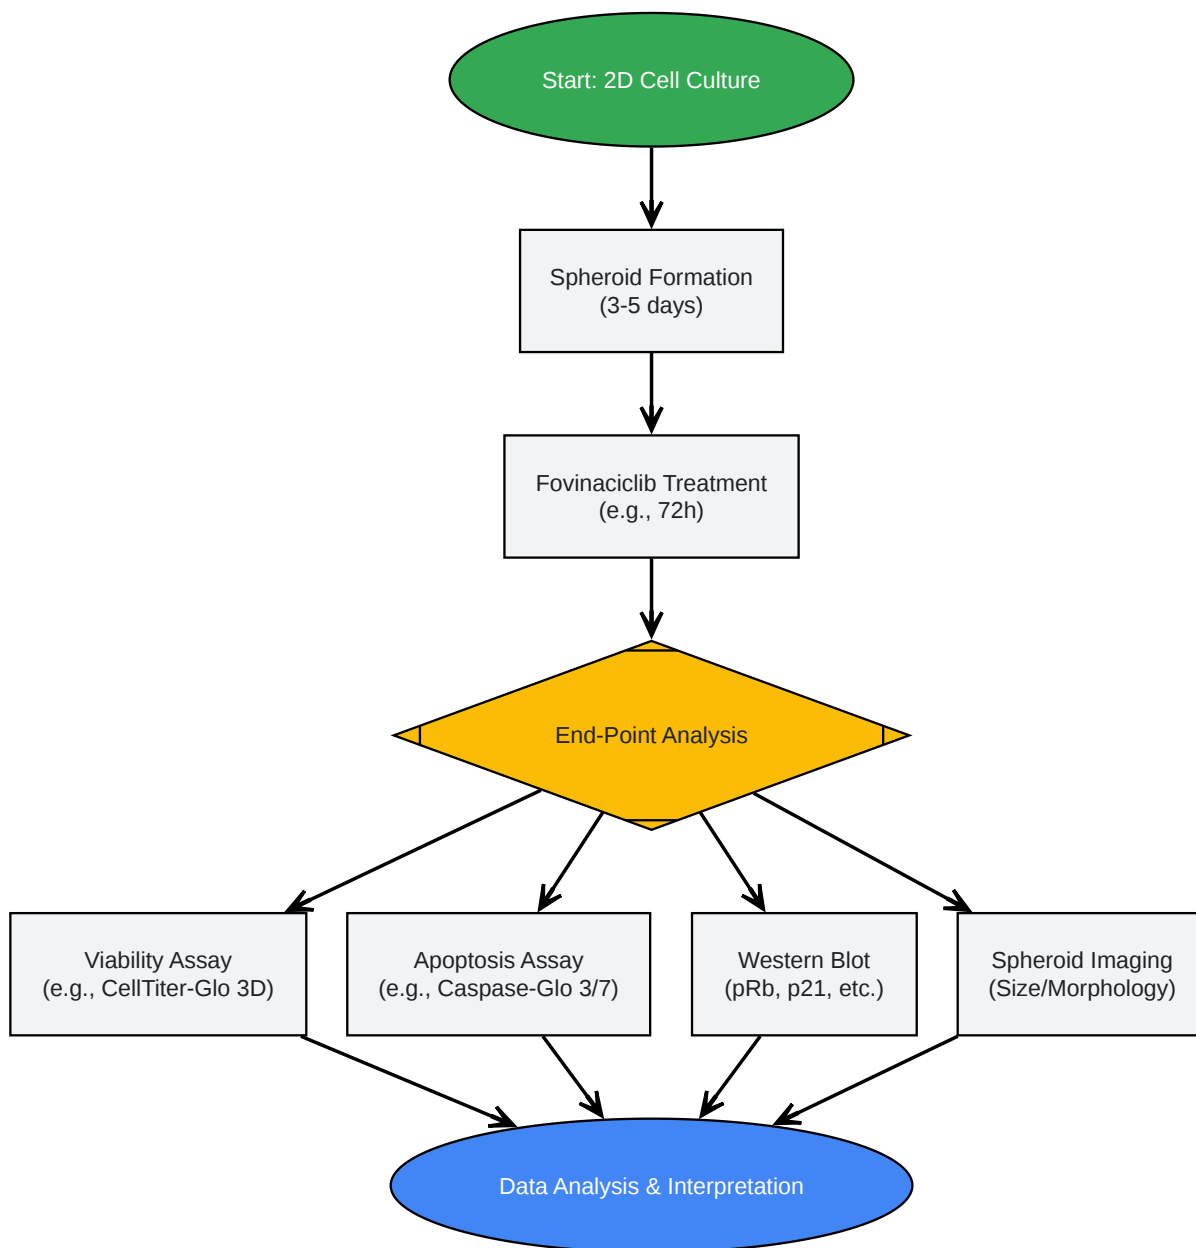 Start: 2D Cell Culture
Spheroid Formation
(3-5 days)
Fovinaciclib Treatment
(e.g., 72h)
End-Point Analysis
Viability Assay
(e.g., CellTiter-Glo 3D)
Apoptosis Assay
(e.g., Caspase-Glo 3/7)
Western Blot
(pRb, p21, etc.)
Spheroid Imaging
(Size/Morphology)
Data Analysis & Interpretation